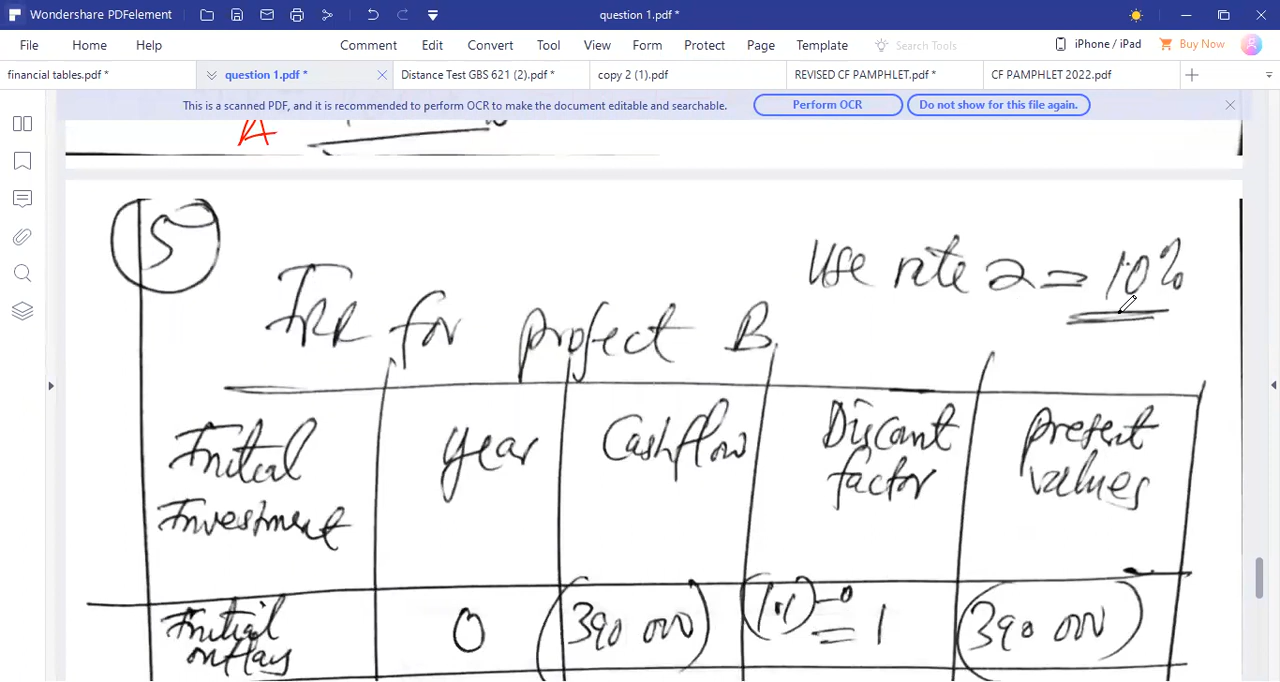 Wondershare PDFelement
question 1.pdf *
File Home Help Comment Edit Convert Tool View Form Protect Page Template Search Tools iPhone / iPad Buy Now
financial tables.pdf * question 1.pdf * Distance Test GBS 621 (2).pdf * copy 2 (1).pdf REVISED CF PAMPHLET.pdf * CF PAMPHLET 2022.pdf
This is a scanned PDF, and it is recommended to perform OCR to make the document editable and searchable. Perform OCR Do not show for this file again.
A
5
Use rate 2 = 10%
IRR for project B
Initial Investment
year
Cashflow
Discount factor
present values
Initial outlay
0
(390 000)
(1.1)^-0 = 1
(390 000)